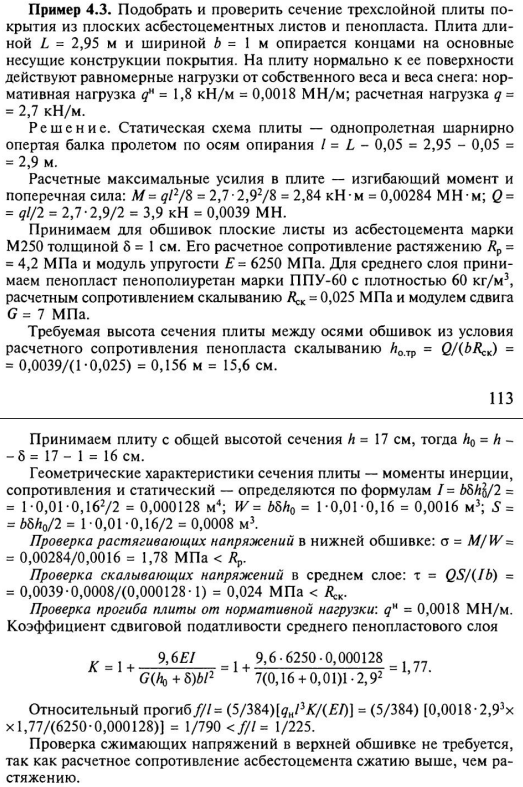 Пример 4.3. Подобрать и проверить сечение трехслойной плиты по-
крытия из плоских асбестоцементных листов и пенопласта. Плита дли-
ной L = 2,95 м и шириной b = 1 м опирается концами на основные
несущие конструкции покрытия. На плиту нормально к ее поверхности
действуют равномерные нагрузки от собственного веса и веса снега: нор-
мативная нагрузка qⁿ = 1,8 кН/м = 0,0018 МН/м; расчетная нагрузка q =
= 2,7 кН/м.
Решение. Статическая схема плиты — однопролетная шарнирно
опертая балка пролетом по осям опирания l = L − 0,05 = 2,95 − 0,05 =
= 2,9 м.
Расчетные максимальные усилия в плите — изгибающий момент и
поперечная сила: M = ql²/8 = 2,7·2,9²/8 = 2,84 кН·м = 0,00284 МН·м; Q =
= ql/2 = 2,7·2,9/2 = 3,9 кН = 0,0039 МН.
Принимаем для обшивок плоские листы из асбестоцемента марки
М250 толщиной δ = 1 см. Его расчетное сопротивление растяжению Rр =
= 4,2 МПа и модуль упругости E = 6250 МПа. Для среднего слоя прини-
маем пенопласт пенополиуретан марки ППУ-60 с плотностью 60 кг/м³,
расчетным сопротивлением скалыванию Rск = 0,025 МПа и модулем сдвига
G = 7 МПа.
Требуемая высота сечения плиты между осями обшивок из условия
расчетного сопротивления пенопласта скалыванию hо.тр = Q/(bRск) =
= 0,0039/(1·0,025) = 0,156 м = 15,6 см.
113
Принимаем плиту с общей высотой сечения h = 17 см, тогда h₀ = h −
− δ = 17 − 1 = 16 см.
Геометрические характеристики сечения плиты — моменты инерции,
сопротивления и статический — определяются по формулам I = bδh₀²/2 =
= 1·0,01·0,16²/2 = 0,000128 м⁴; W = bδh₀ = 1·0,01·0,16 = 0,0016 м³; S =
= bδh₀/2 = 1·0,01·0,16/2 = 0,0008 м³.
Проверка растягивающих напряжений в нижней обшивке: σ = M/W =
= 0,00284/0,0016 = 1,78 МПа < Rр.
Проверка скалывающих напряжений в среднем слое: τ = QS/(Ib) =
= 0,0039·0,0008/(0,000128·1) = 0,024 МПа < Rск.
Проверка прогиба плиты от нормативной нагрузки: qⁿ = 0,0018 МН/м.
Коэффициент сдвиговой податливости среднего пенопластового слоя
K = 1 + 9,6EI / G(h₀ + δ)bl² = 1 + 9,6·6250·0,000128 / 7(0,16 + 0,01)1·2,9² = 1,77.
Относительный прогиб f/l = (5/384)[qнl³K/(EI)] = (5/384) [0,0018·2,9³×
×1,77/(6250·0,000128)] = 1/790 < f/l = 1/225.
Проверка сжимающих напряжений в верхней обшивке не требуется,
так как расчетное сопротивление асбестоцемента сжатию выше, чем ра-
стяжению.